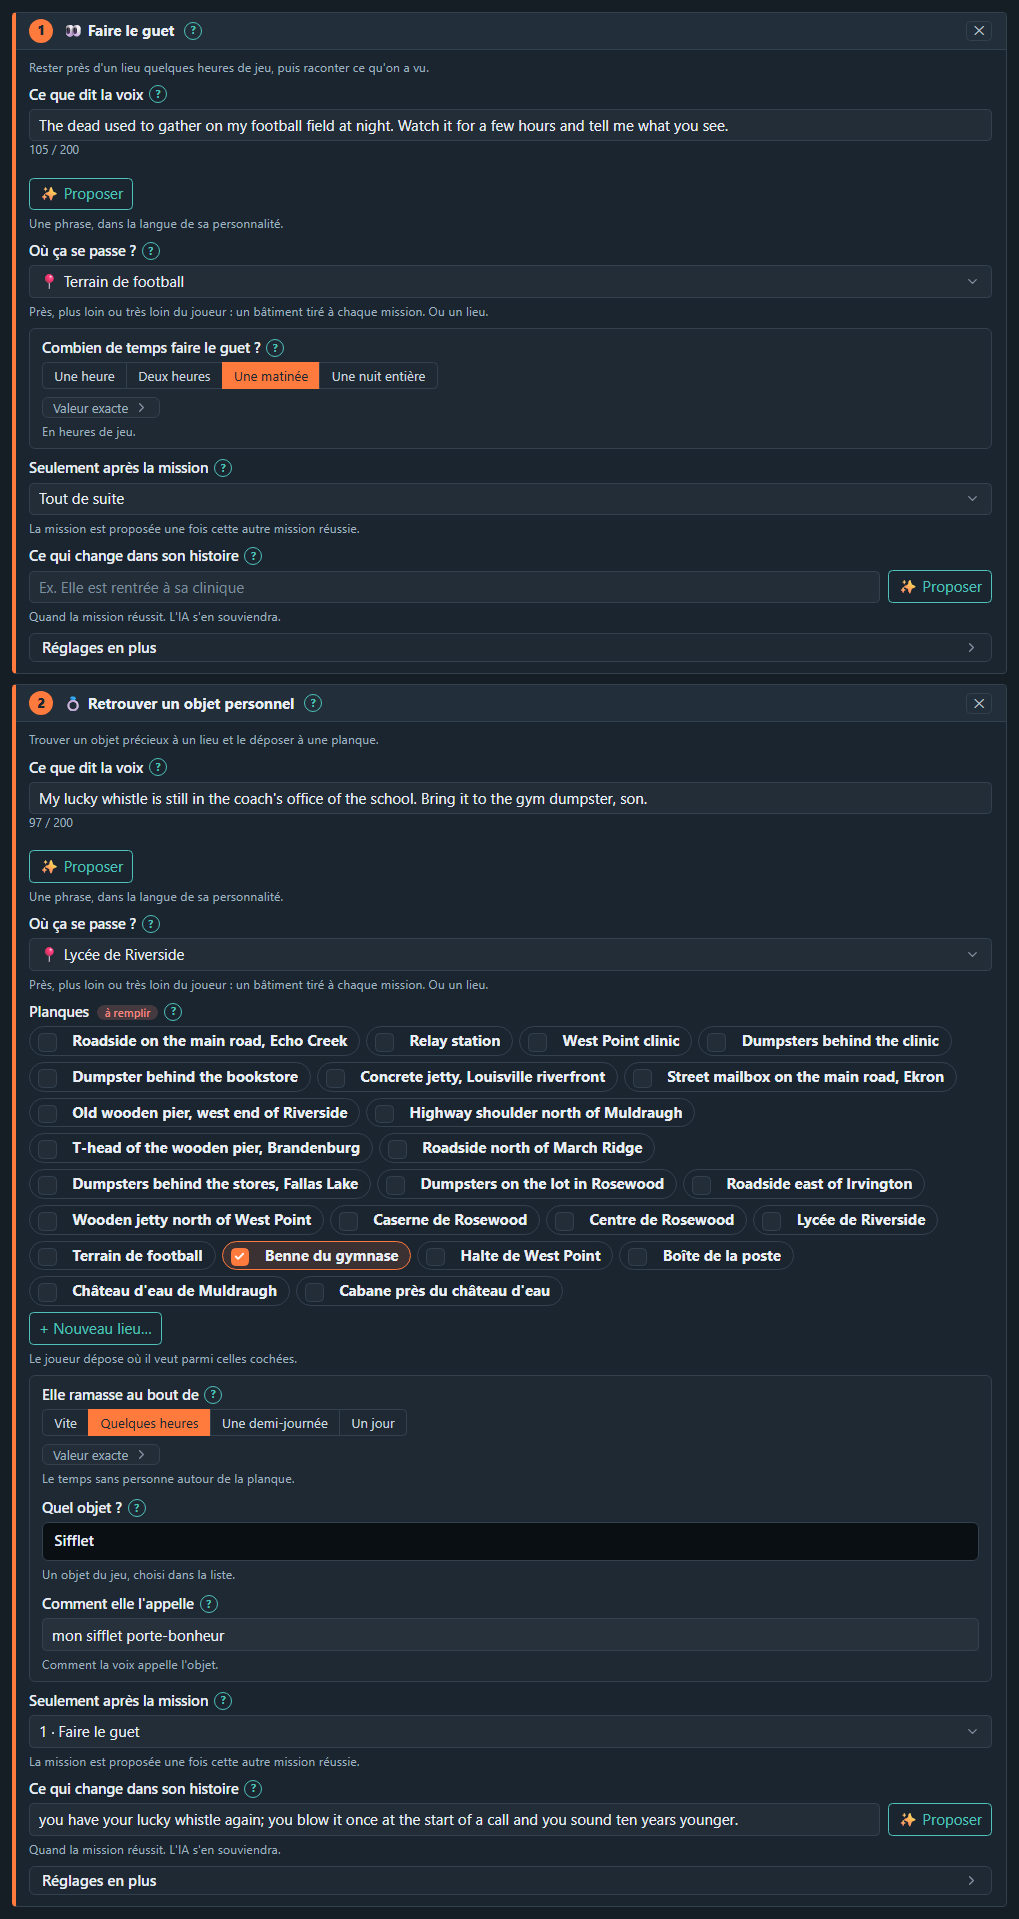 1 Faire le guet ?
Rester près d'un lieu quelques heures de jeu, puis raconter ce qu'on a vu.
Ce que dit la voix ?
The dead used to gather on my football field at night. Watch it for a few hours and tell me what you see.
105 / 200
Proposer
Une phrase, dans la langue de sa personnalité.
Où ça se passe ? ?
Terrain de football
Près, plus loin ou très loin du joueur : un bâtiment tiré à chaque mission. Ou un lieu.
Combien de temps faire le guet ? ?
Une heure Deux heures Une matinée Une nuit entière
Valeur exacte
En heures de jeu.
Seulement après la mission ?
Tout de suite
La mission est proposée une fois cette autre mission réussie.
Ce qui change dans son histoire ?
Ex. Elle est rentrée à sa clinique Proposer
Quand la mission réussit. L'IA s'en souviendra.
Réglages en plus
2 Retrouver un objet personnel ?
Trouver un objet précieux à un lieu et le déposer à une planque.
Ce que dit la voix ?
My lucky whistle is still in the coach's office of the school. Bring it to the gym dumpster, son.
97 / 200
Proposer
Une phrase, dans la langue de sa personnalité.
Où ça se passe ? ?
Lycée de Riverside
Près, plus loin ou très loin du joueur : un bâtiment tiré à chaque mission. Ou un lieu.
Planques à remplir ?
Roadside on the main road, Echo Creek Relay station West Point clinic Dumpsters behind the clinic
Dumpster behind the bookstore Concrete jetty, Louisville riverfront Street mailbox on the main road, Ekron
Old wooden pier, west end of Riverside Highway shoulder north of Muldraugh
T-head of the wooden pier, Brandenburg Roadside north of March Ridge
Dumpsters behind the stores, Fallas Lake Dumpsters on the lot in Rosewood Roadside east of Irvington
Wooden jetty north of West Point Caserne de Rosewood Centre de Rosewood Lycée de Riverside
Terrain de football Benne du gymnase Halte de West Point Boîte de la poste
Château d'eau de Muldraugh Cabane près du château d'eau
+ Nouveau lieu...
Le joueur dépose où il veut parmi celles cochées.
Elle ramasse au bout de ?
Vite Quelques heures Une demi-journée Un jour
Valeur exacte
Le temps sans personne autour de la planque.
Quel objet ? ?
Sifflet
Un objet du jeu, choisi dans la liste.
Comment elle l'appelle ?
mon sifflet porte-bonheur
Comment la voix appelle l'objet.
Seulement après la mission ?
1 · Faire le guet
La mission est proposée une fois cette autre mission réussie.
Ce qui change dans son histoire ?
you have your lucky whistle again; you blow it once at the start of a call and you sound ten years younger. Proposer
Quand la mission réussit. L'IA s'en souviendra.
Réglages en plus